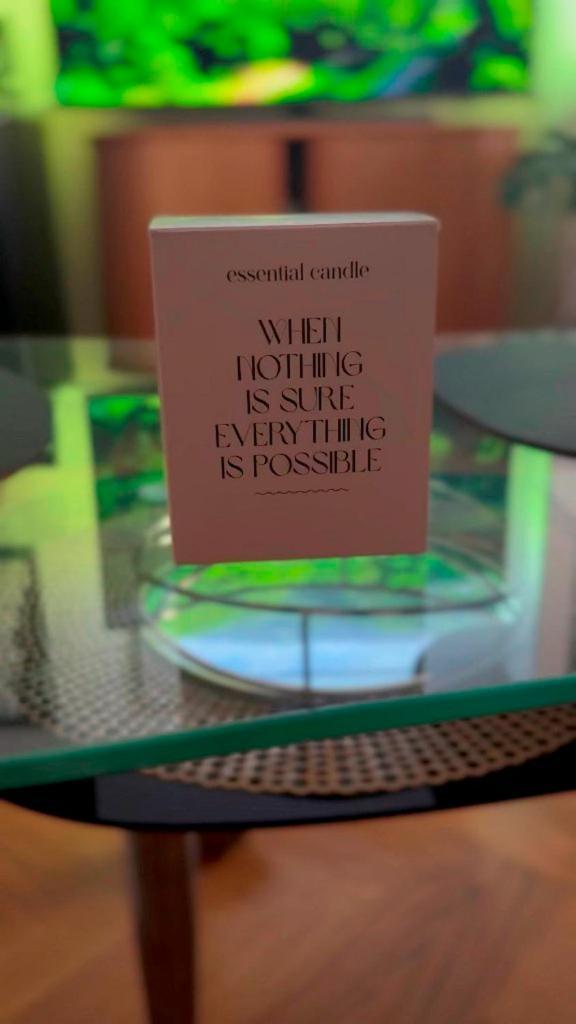 essential candle
WHEN
NOTHING
IS SURE
EVERYTHING
IS POSSIBLE